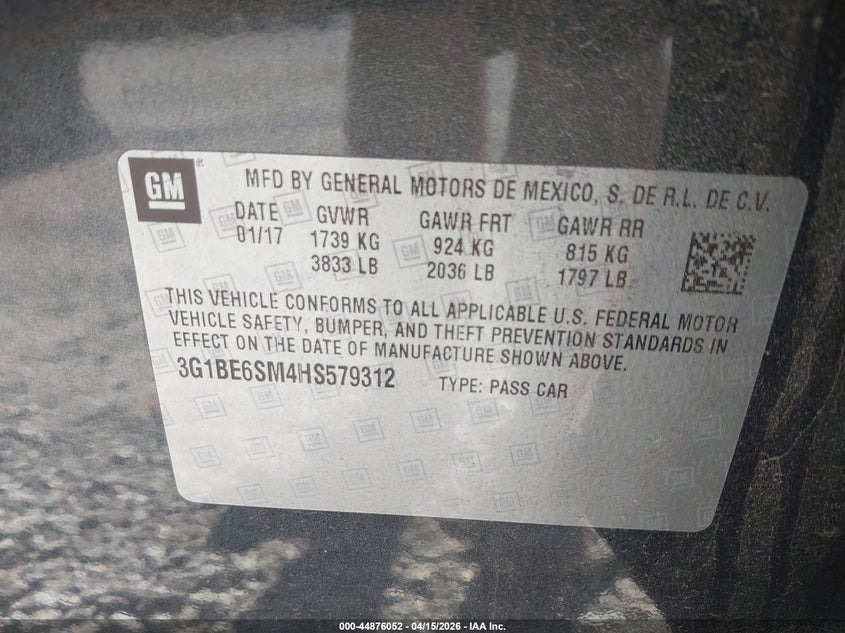 GM ® MFD BY GENERAL MOTORS DE MEXICO, S. DE R.L. DE C.V.
DATE GVWR GAWR FRT GAWR RR
01/17 1739 KG 924 KG 815 KG
3833 LB 2036 LB 1797 LB
THIS VEHICLE CONFORMS TO ALL APPLICABLE U.S. FEDERAL MOTOR
VEHICLE SAFETY, BUMPER, AND THEFT PREVENTION STANDARDS IN
EFFECT ON THE DATE OF MANUFACTURE SHOWN ABOVE.
3G1BE6SM4HS579312 TYPE: PASS CAR
000-44876052 - 04/15/2026 - IAA Inc.